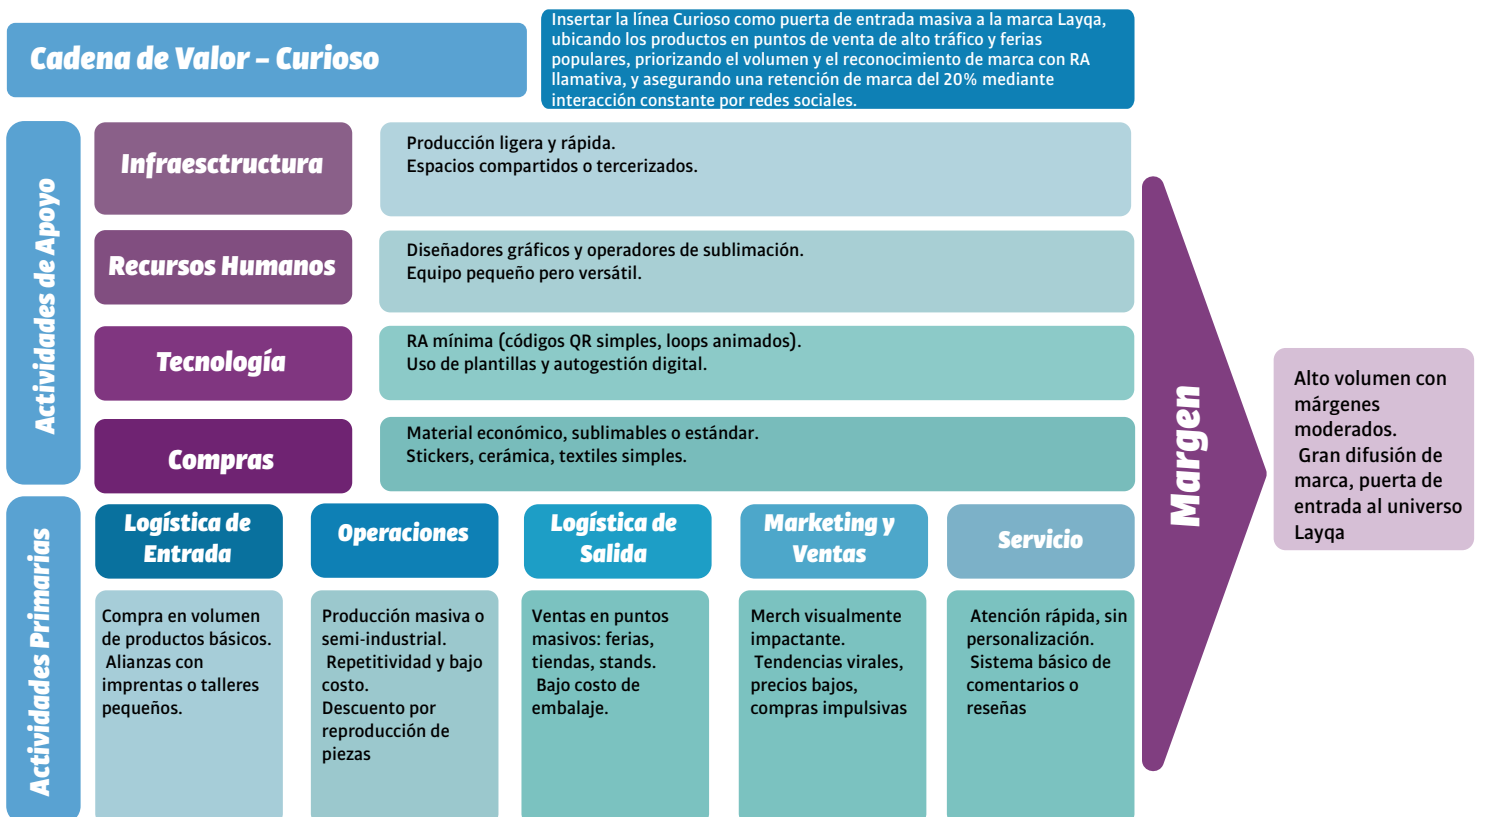 Cadena de Valor – Curioso
Insertar la línea Curioso como puerta de entrada masiva a la marca Layqa,
ubicando los productos en puntos de venta de alto tráfico y ferias
populares, priorizando el volumen y el reconocimiento de marca con RA
llamativa, y asegurando una retención de marca del 20% mediante
interacción constante por redes sociales.
Actividades de Apoyo
Infraesctructura
Producción ligera y rápida.
Espacios compartidos o tercerizados.
Recursos Humanos
Diseñadores gráficos y operadores de sublimación.
Equipo pequeño pero versátil.
Tecnología
RA mínima (códigos QR simples, loops animados).
Uso de plantillas y autogestión digital.
Compras
Material económico, sublimables o estándar.
Stickers, cerámica, textiles simples.
Actividades Primarias
Logística de
Entrada
Compra en volumen
de productos básicos.
Alianzas con
imprentas o talleres
pequeños.
Operaciones
Producción masiva o
semi-industrial.
Repetitividad y bajo
costo.
Descuento por
reproducción de
piezas
Logística de
Salida
Ventas en puntos
masivos: ferias,
tiendas, stands.
Bajo costo de
embalaje.
Marketing y
Ventas
Merch visualmente
impactante.
Tendencias virales,
precios bajos,
compras impulsivas
Servicio
Atención rápida, sin
personalización.
Sistema básico de
comentarios o
reseñas
Margen
Alto volumen con
márgenes
moderados.
Gran difusión de
marca, puerta de
entrada al universo
Layqa